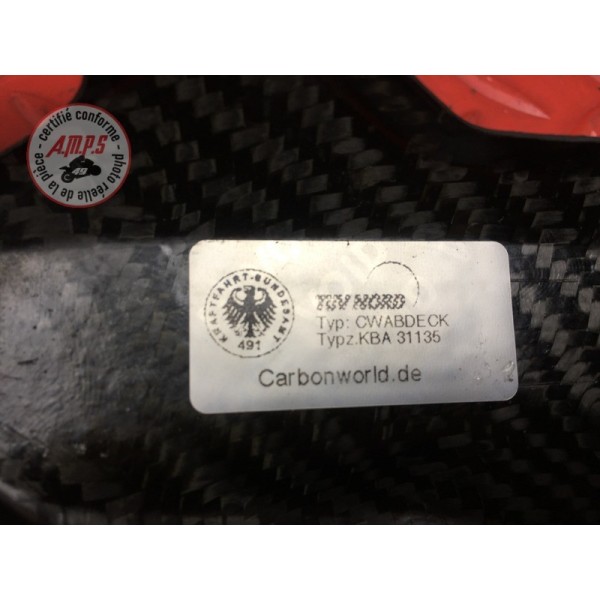 certifié conforme
A.M.P.S
49
photo réelle de la pièce
KRAFTFAHRT-BUNDESAMT
491
TÜV NORD
Typ: CWABDECK
Typz.KBA 31135
Carbonworld.de